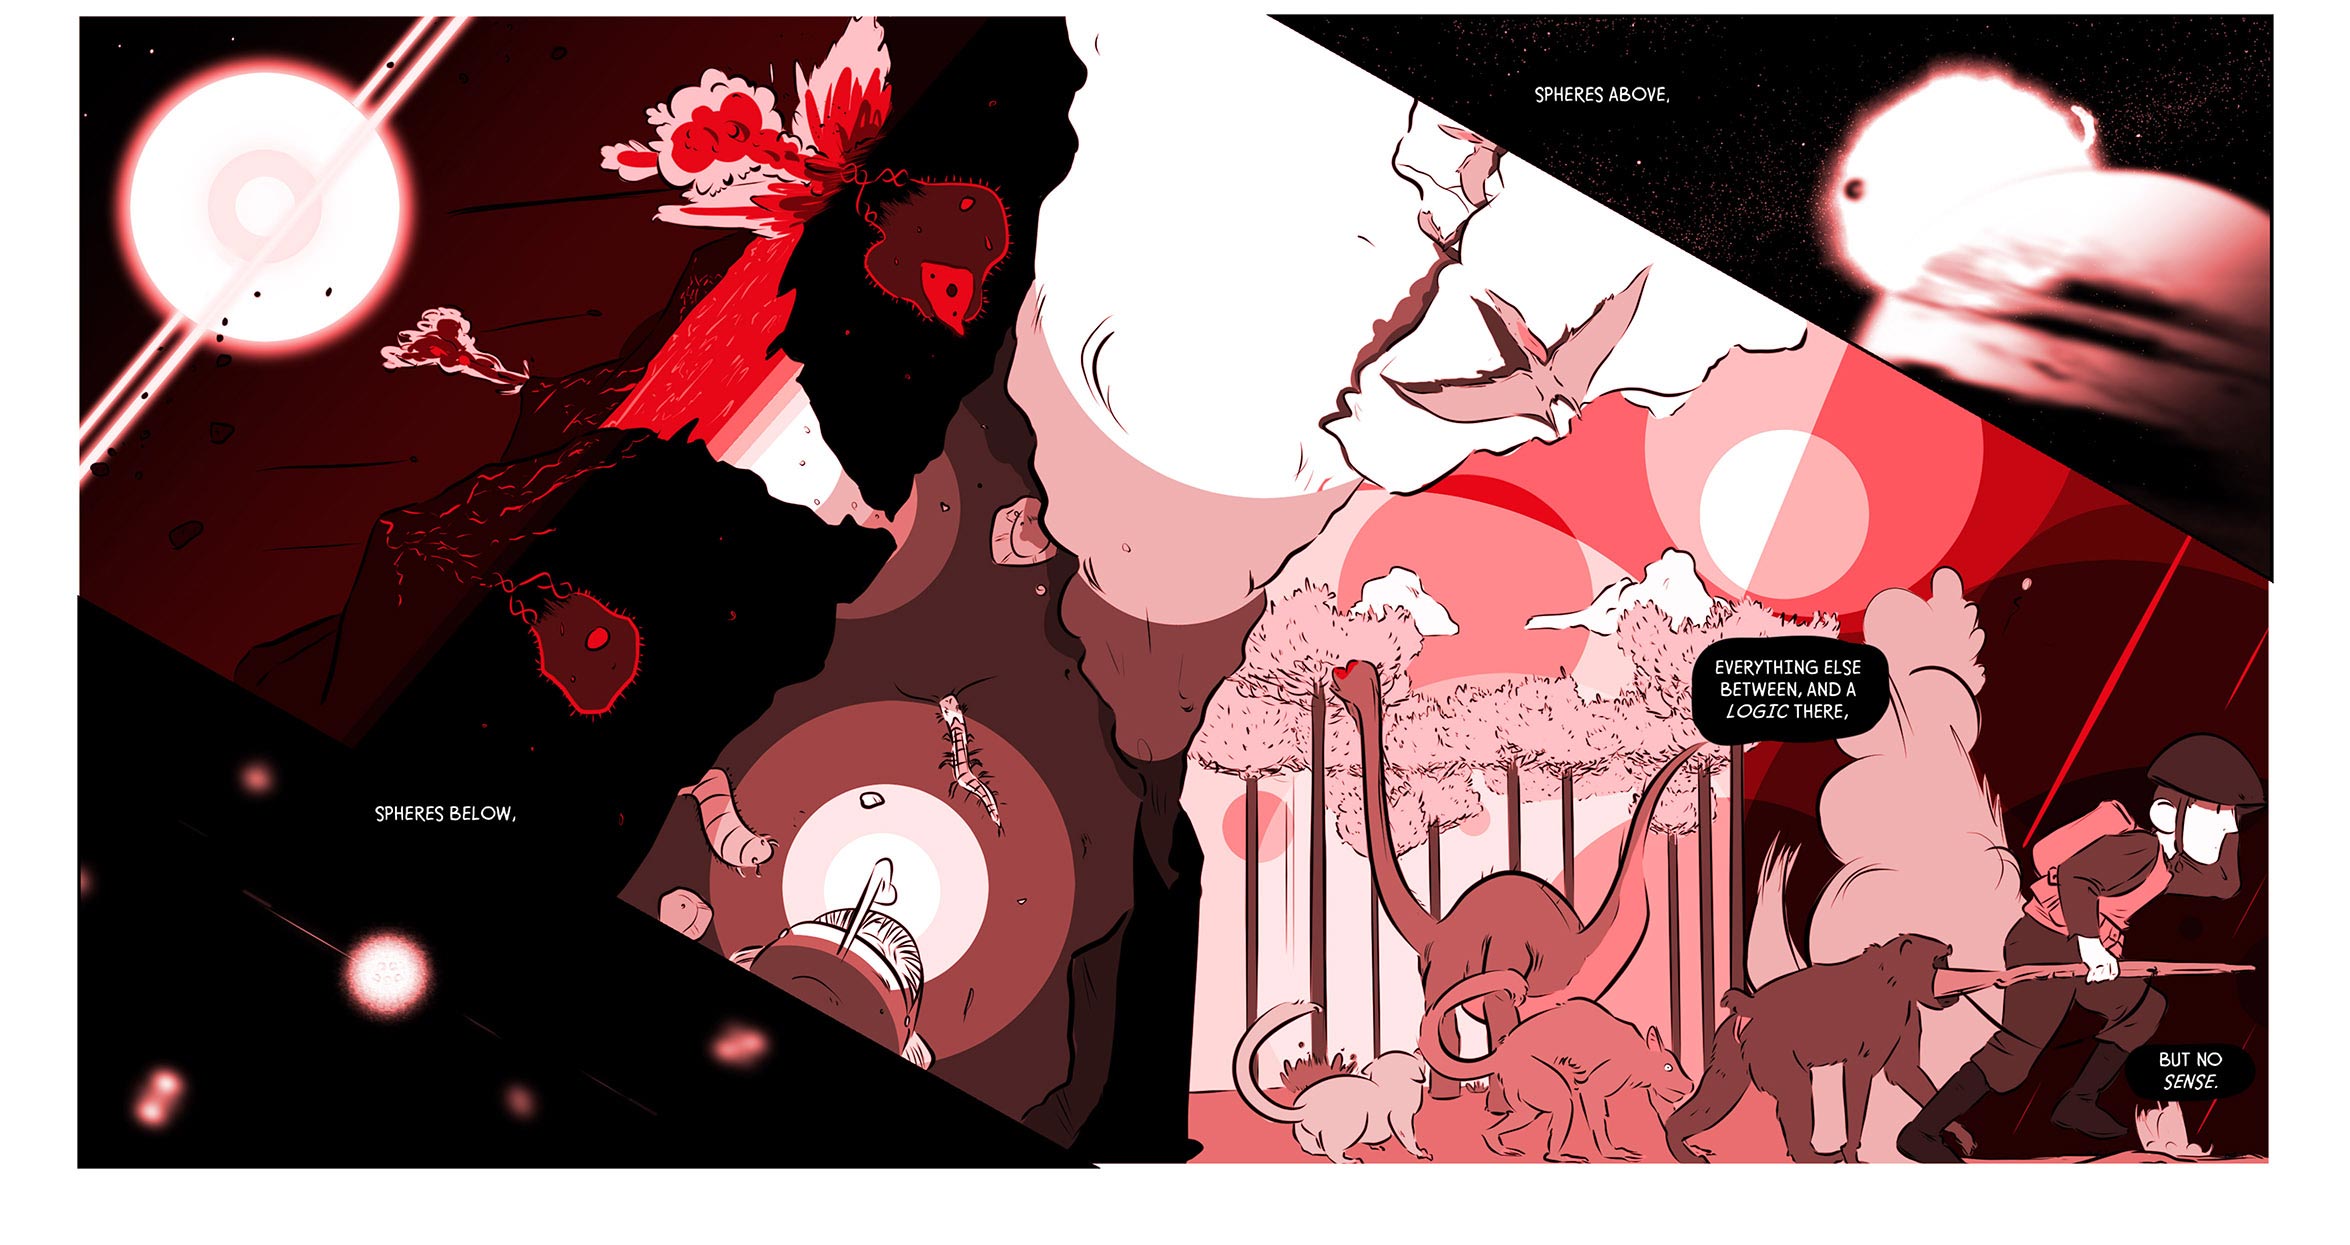 SPHERES BELOW,
SPHERES ABOVE,
EVERYTHING ELSE
BETWEEN, AND A
LOGIC THERE,
BUT NO
SENSE.